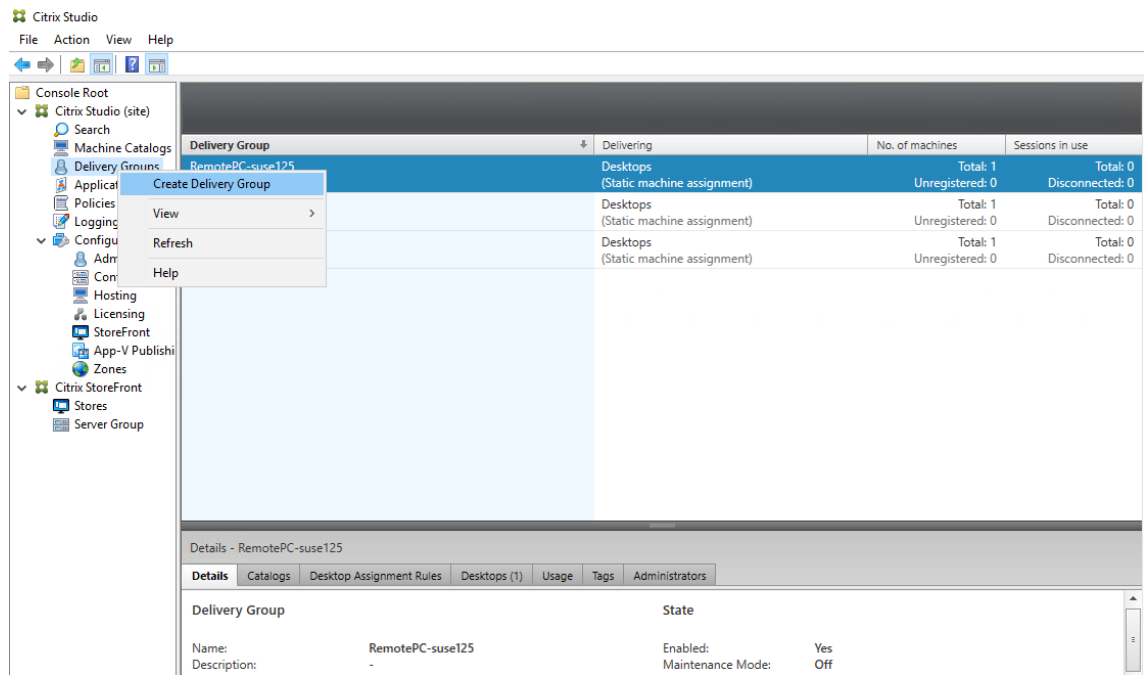 Citrix Studio
File Action View Help
Console Root
Citrix Studio (site)
Search
Machine Catalogs
Delivery Groups
Applicat
Policies
Logging
Configu
Adm
Con
Hosting
Licensing
StoreFront
App-V Publishi
Zones
Citrix StoreFront
Stores
Server Group
Create Delivery Group
View
Refresh
Help
Delivery Group Delivering No. of machines Sessions in use
RemotePC-suse125 Desktops Total: 1 Total: 0
(Static machine assignment) Unregistered: 0 Disconnected: 0
Desktops Total: 1 Total: 0
(Static machine assignment) Unregistered: 0 Disconnected: 0
Desktops Total: 1 Total: 0
(Static machine assignment) Unregistered: 0 Disconnected: 0
Details - RemotePC-suse125
Details Catalogs Desktop Assignment Rules Desktops (1) Usage Tags Administrators
Delivery Group State
Name: RemotePC-suse125 Enabled: Yes
Description: - Maintenance Mode: Off